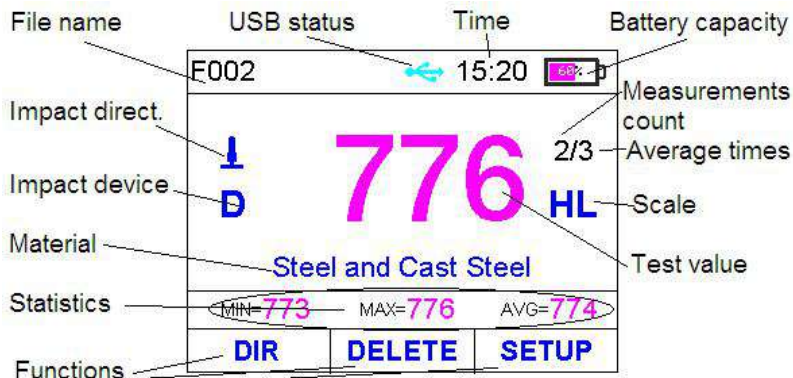 File name
USB status
Time
Battery capacity
F002
15:20
60%
Measurements
count
Impact direct.
776
2/3
Average times
Impact device
D
HL
Scale
Material
Steel and Cast Steel
Test value
Statistics
MIN=773
MAX=776
AVG=774
DIR
DELETE
SETUP
Functions